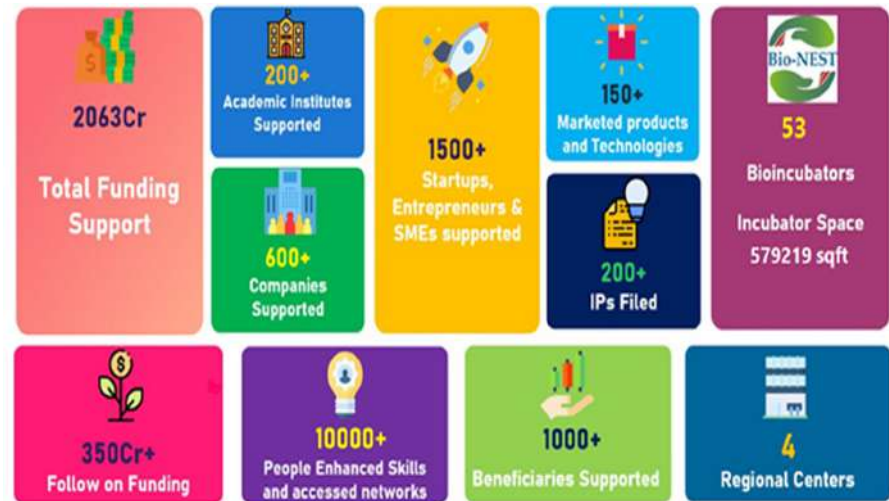 2063Cr
Total Funding
Support
200+
Academic Institutes
Supported
600+
Companies
Supported
1500+
Startups,
Entrepreneurs &
SMEs supported
150+
Marketed products
and Technologies
200+
IPs Filed
Bio-NEST
53
Bioincubators
Incubator Space
579219 sqft
$
350Cr+
Follow on Funding
10000+
People Enhanced Skills
and accessed networks
1000+
Beneficiaries Supported
4
Regional Centers